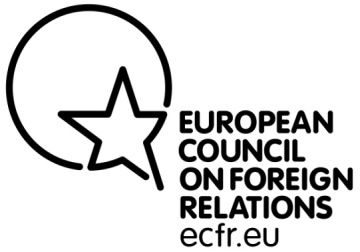 EUROPEAN
COUNCIL
ON FOREIGN
RELATIONS
ecfr.eu